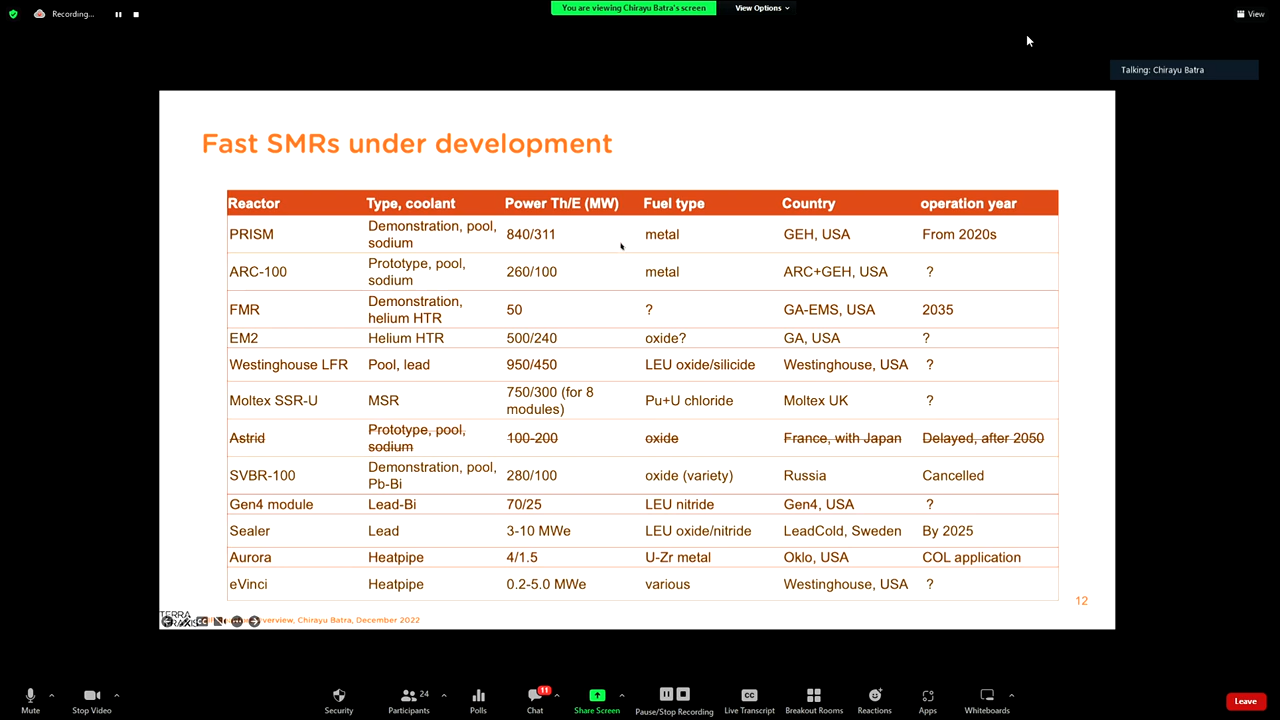 Recording...
You are viewing Chirayu Batra's screen
View Options
View
Talking: Chirayu Batra
Fast SMRs under development
Reactor Type, coolant Power Th/E (MW) Fuel type Country operation year
PRISM Demonstration, pool, sodium 840/311 metal GEH, USA From 2020s
ARC-100 Prototype, pool, sodium 260/100 metal ARC+GEH, USA ?
FMR Demonstration, helium HTR 50 ? GA-EMS, USA 2035
EM2 Helium HTR 500/240 oxide? GA, USA ?
Westinghouse LFR Pool, lead 950/450 LEU oxide/silicide Westinghouse, USA ?
Moltex SSR-U MSR 750/300 (for 8 modules) Pu+U chloride Moltex UK ?
Astrid Prototype, pool, sodium 100-200 oxide France, with Japan Delayed, after 2050
SVBR-100 Demonstration, pool, Pb-Bi 280/100 oxide (variety) Russia Cancelled
Gen4 module Lead-Bi 70/25 LEU nitride Gen4, USA ?
Sealer Lead 3-10 MWe LEU oxide/nitride LeadCold, Sweden By 2025
Aurora Heatpipe 4/1.5 U-Zr metal Oklo, USA COL application
eVinci Heatpipe 0.2-5.0 MWe various Westinghouse, USA ?
12
TERRA
Chirayu Batra, December 2022
Mute
Stop Video
Security
24
Participants
Polls
11
Chat
Share Screen
Pause/Stop Recording
CC
Live Transcript
Breakout Rooms
Reactions
Apps
Whiteboards
Leave